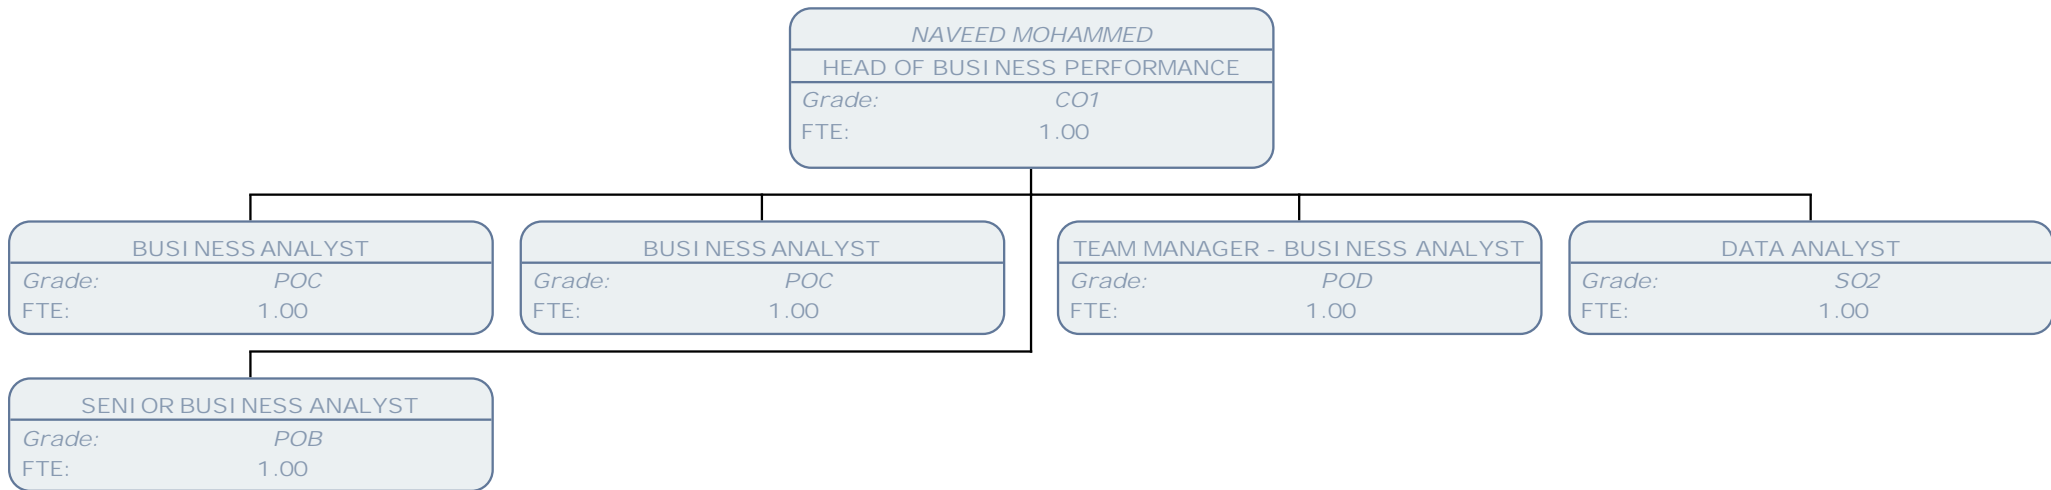 NAVEED MOHAMMED
HEAD OF BUSINESS PERFORMANCE
Grade: CO1
FTE: 1.00
BUSINESS ANALYST
Grade: POC
FTE: 1.00
BUSINESS ANALYST
Grade: POC
FTE: 1.00
TEAM MANAGER - BUSINESS ANALYST
Grade: POD
FTE: 1.00
DATA ANALYST
Grade: SO2
FTE: 1.00
SENIOR BUSINESS ANALYST
Grade: POB
FTE: 1.00